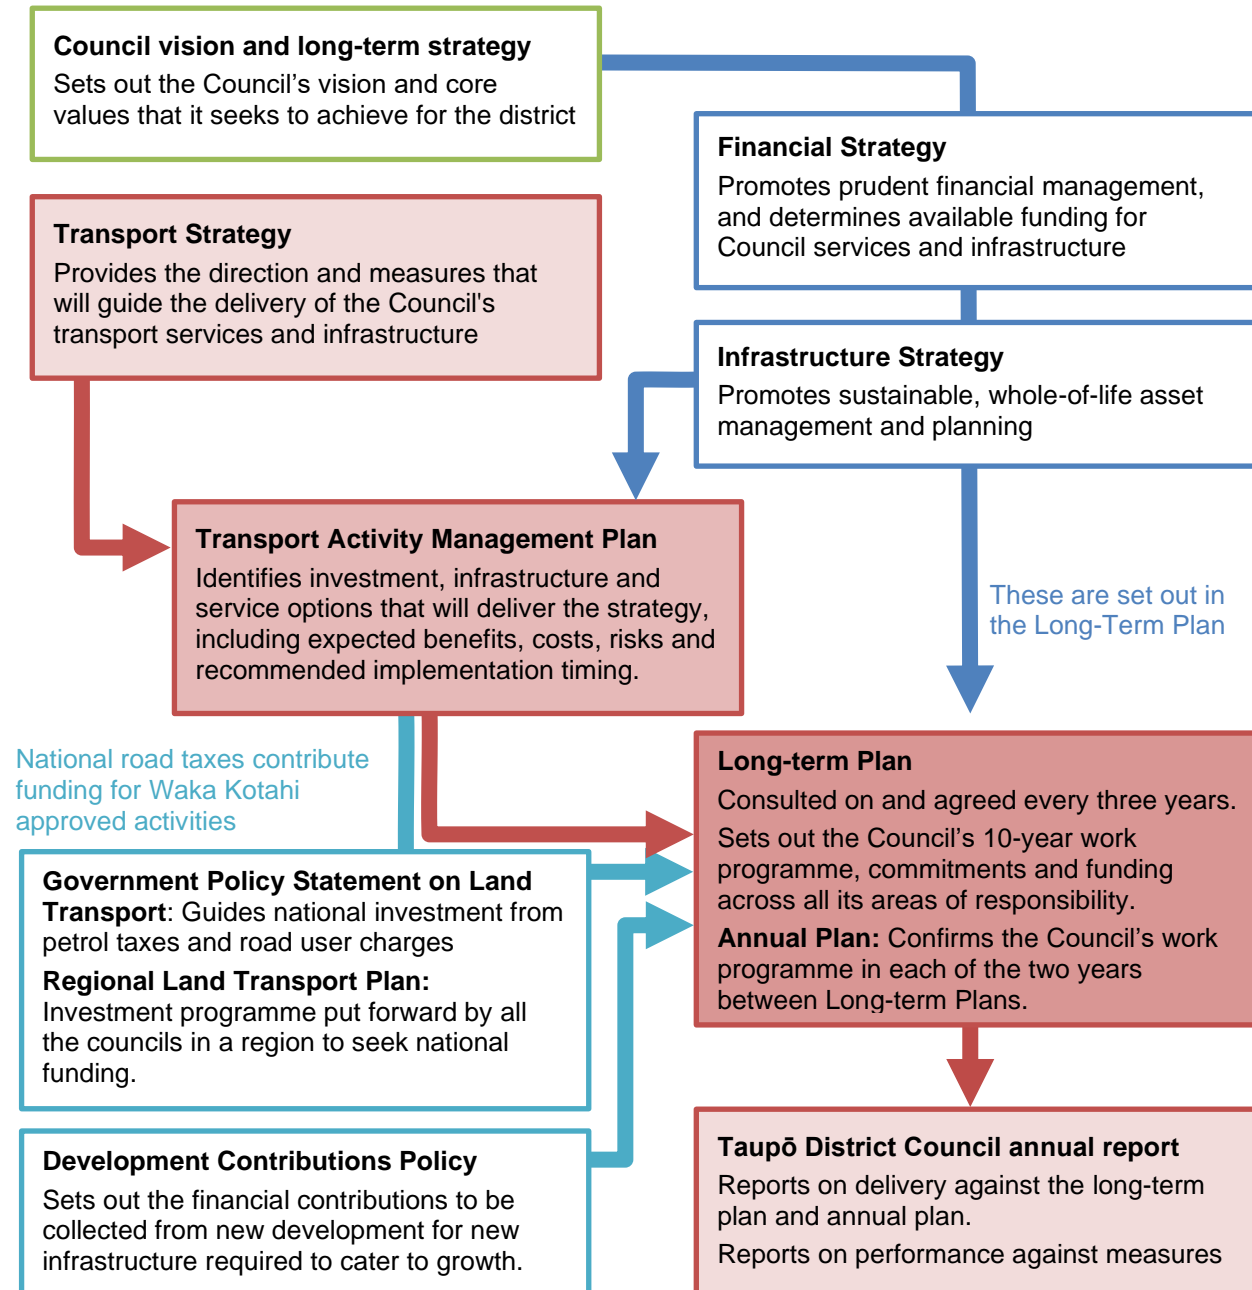 Council vision and long-term strategy
Sets out the Council’s vision and core
values that it seeks to achieve for the district
Financial Strategy
Promotes prudent financial management,
and determines available funding for
Council services and infrastructure
Transport Strategy
Provides the direction and measures that
will guide the delivery of the Council's
transport services and infrastructure
Infrastructure Strategy
Promotes sustainable, whole-of-life asset
management and planning
Transport Activity Management Plan
Identifies investment, infrastructure and
service options that will deliver the strategy,
including expected benefits, costs, risks and
recommended implementation timing.
These are set out in
the Long-Term Plan
National road taxes contribute
funding for Waka Kotahi
approved activities
Long-term Plan
Consulted on and agreed every three years.
Sets out the Council’s 10-year work
programme, commitments and funding
across all its areas of responsibility.
Annual Plan: Confirms the Council’s work
programme in each of the two years
between Long-term Plans.
Government Policy Statement on Land
Transport: Guides national investment from
petrol taxes and road user charges
Regional Land Transport Plan:
Investment programme put forward by all
the councils in a region to seek national
funding.
Development Contributions Policy
Sets out the financial contributions to be
collected from new development for new
infrastructure required to cater to growth.
Taupō District Council annual report
Reports on delivery against the long-term
plan and annual plan.
Reports on performance against measures